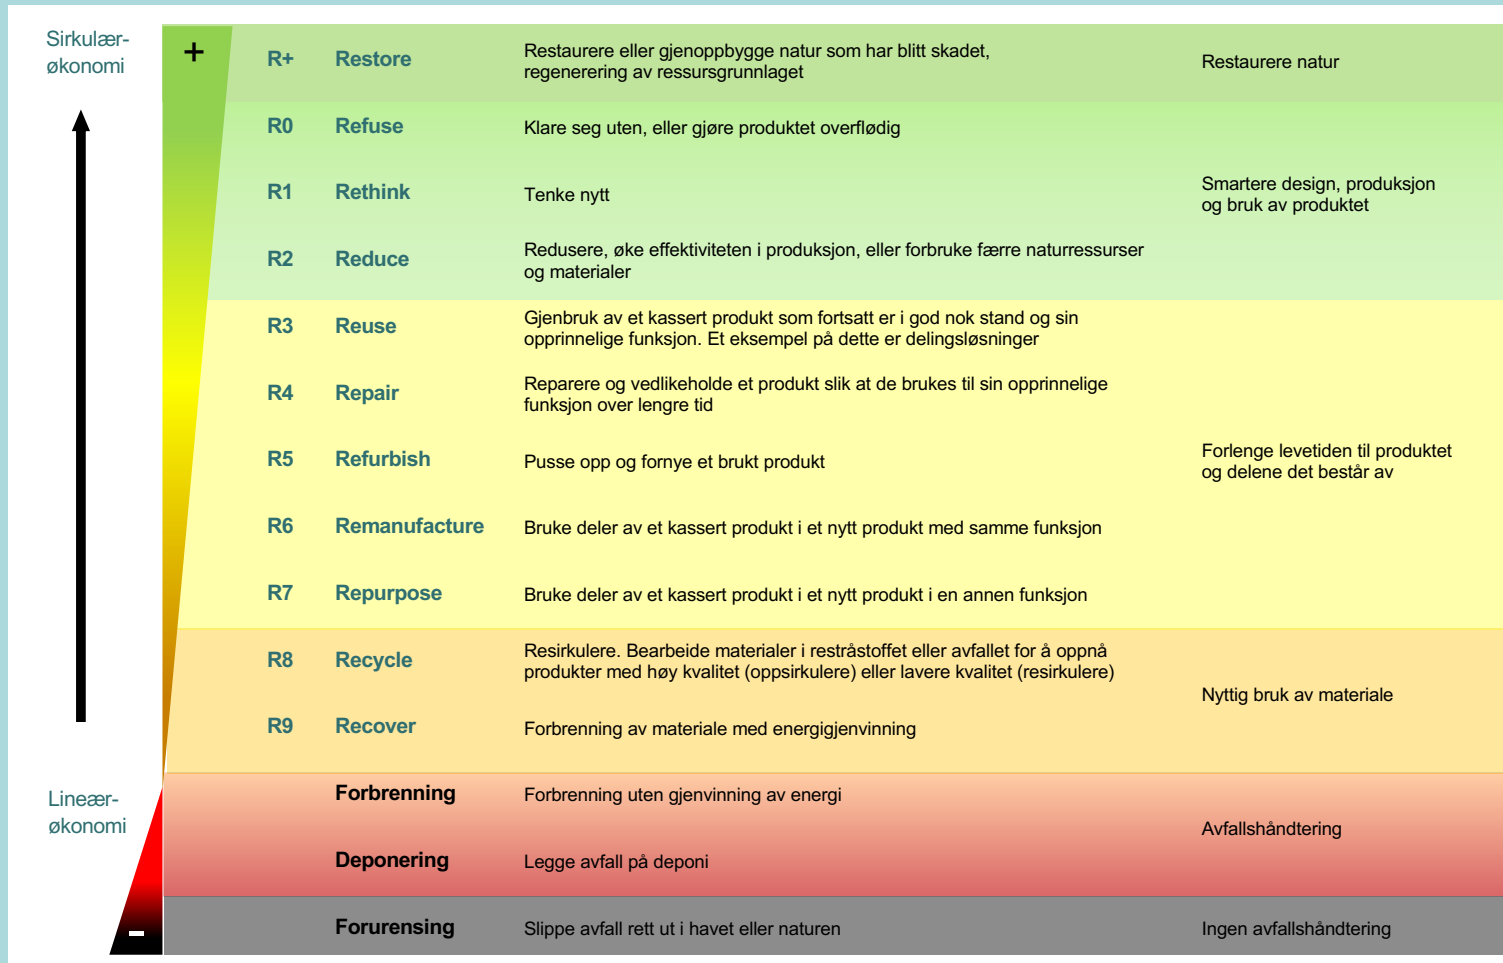 Sirkulær-
økonomi
+
R+ Restore Restaurere eller gjenoppbygge natur som har blitt skadet,
regenerering av ressursgrunnlaget
Restaurere natur
R0 Refuse Klare seg uten, eller gjøre produktet overflødig
R1 Rethink Tenke nytt
Smartere design, produksjon
og bruk av produktet
R2 Reduce Redusere, øke effektiviteten i produksjon, eller forbruke færre naturressurser
og materialer
R3 Reuse Gjenbruk av et kassert produkt som fortsatt er i god nok stand og sin
opprinnelige funksjon. Et eksempel på dette er delingsløsninger
R4 Repair Reparere og vedlikeholde et produkt slik at de brukes til sin opprinnelige
funksjon over lengre tid
R5 Refurbish Pusse opp og fornye et brukt produkt
Forlenge levetiden til produktet
og delene det består av
R6 Remanufacture Bruke deler av et kassert produkt i et nytt produkt med samme funksjon
R7 Repurpose Bruke deler av et kassert produkt i et nytt produkt i en annen funksjon
R8 Recycle Resirkulere. Bearbeide materialer i restråstoffet eller avfallet for å oppnå
produkter med høy kvalitet (oppsirkulere) eller lavere kvalitet (resirkulere)
Nyttig bruk av materiale
R9 Recover Forbrenning av materiale med energigjenvinning
Lineær-
økonomi
Forbrenning Forbrenning uten gjenvinning av energi
Avfallshåndtering
Deponering Legge avfall på deponi
-
Forurensing Slippe avfall rett ut i havet eller naturen Ingen avfallshåndtering